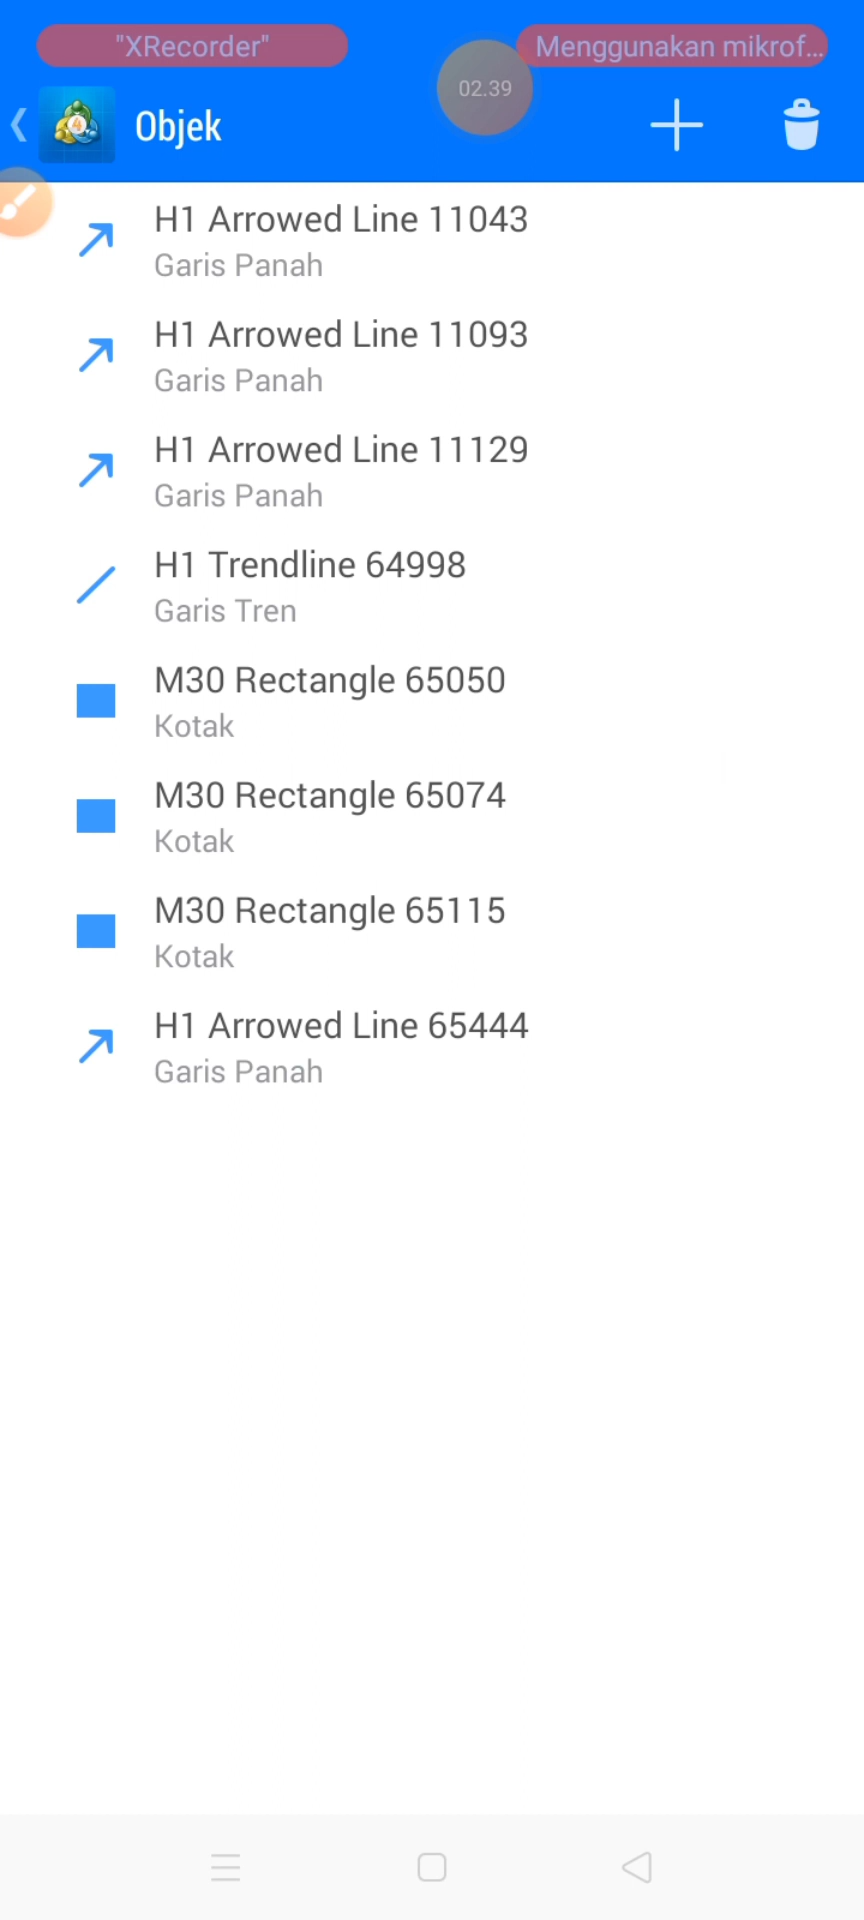 "XRecorder"
Menggunakan mikrof...
02.39
4
Objek
H1 Arrowed Line 11043
Garis Panah
H1 Arrowed Line 11093
Garis Panah
H1 Arrowed Line 11129
Garis Panah
H1 Trendline 64998
Garis Tren
M30 Rectangle 65050
Kotak
M30 Rectangle 65074
Kotak
M30 Rectangle 65115
Kotak
H1 Arrowed Line 65444
Garis Panah